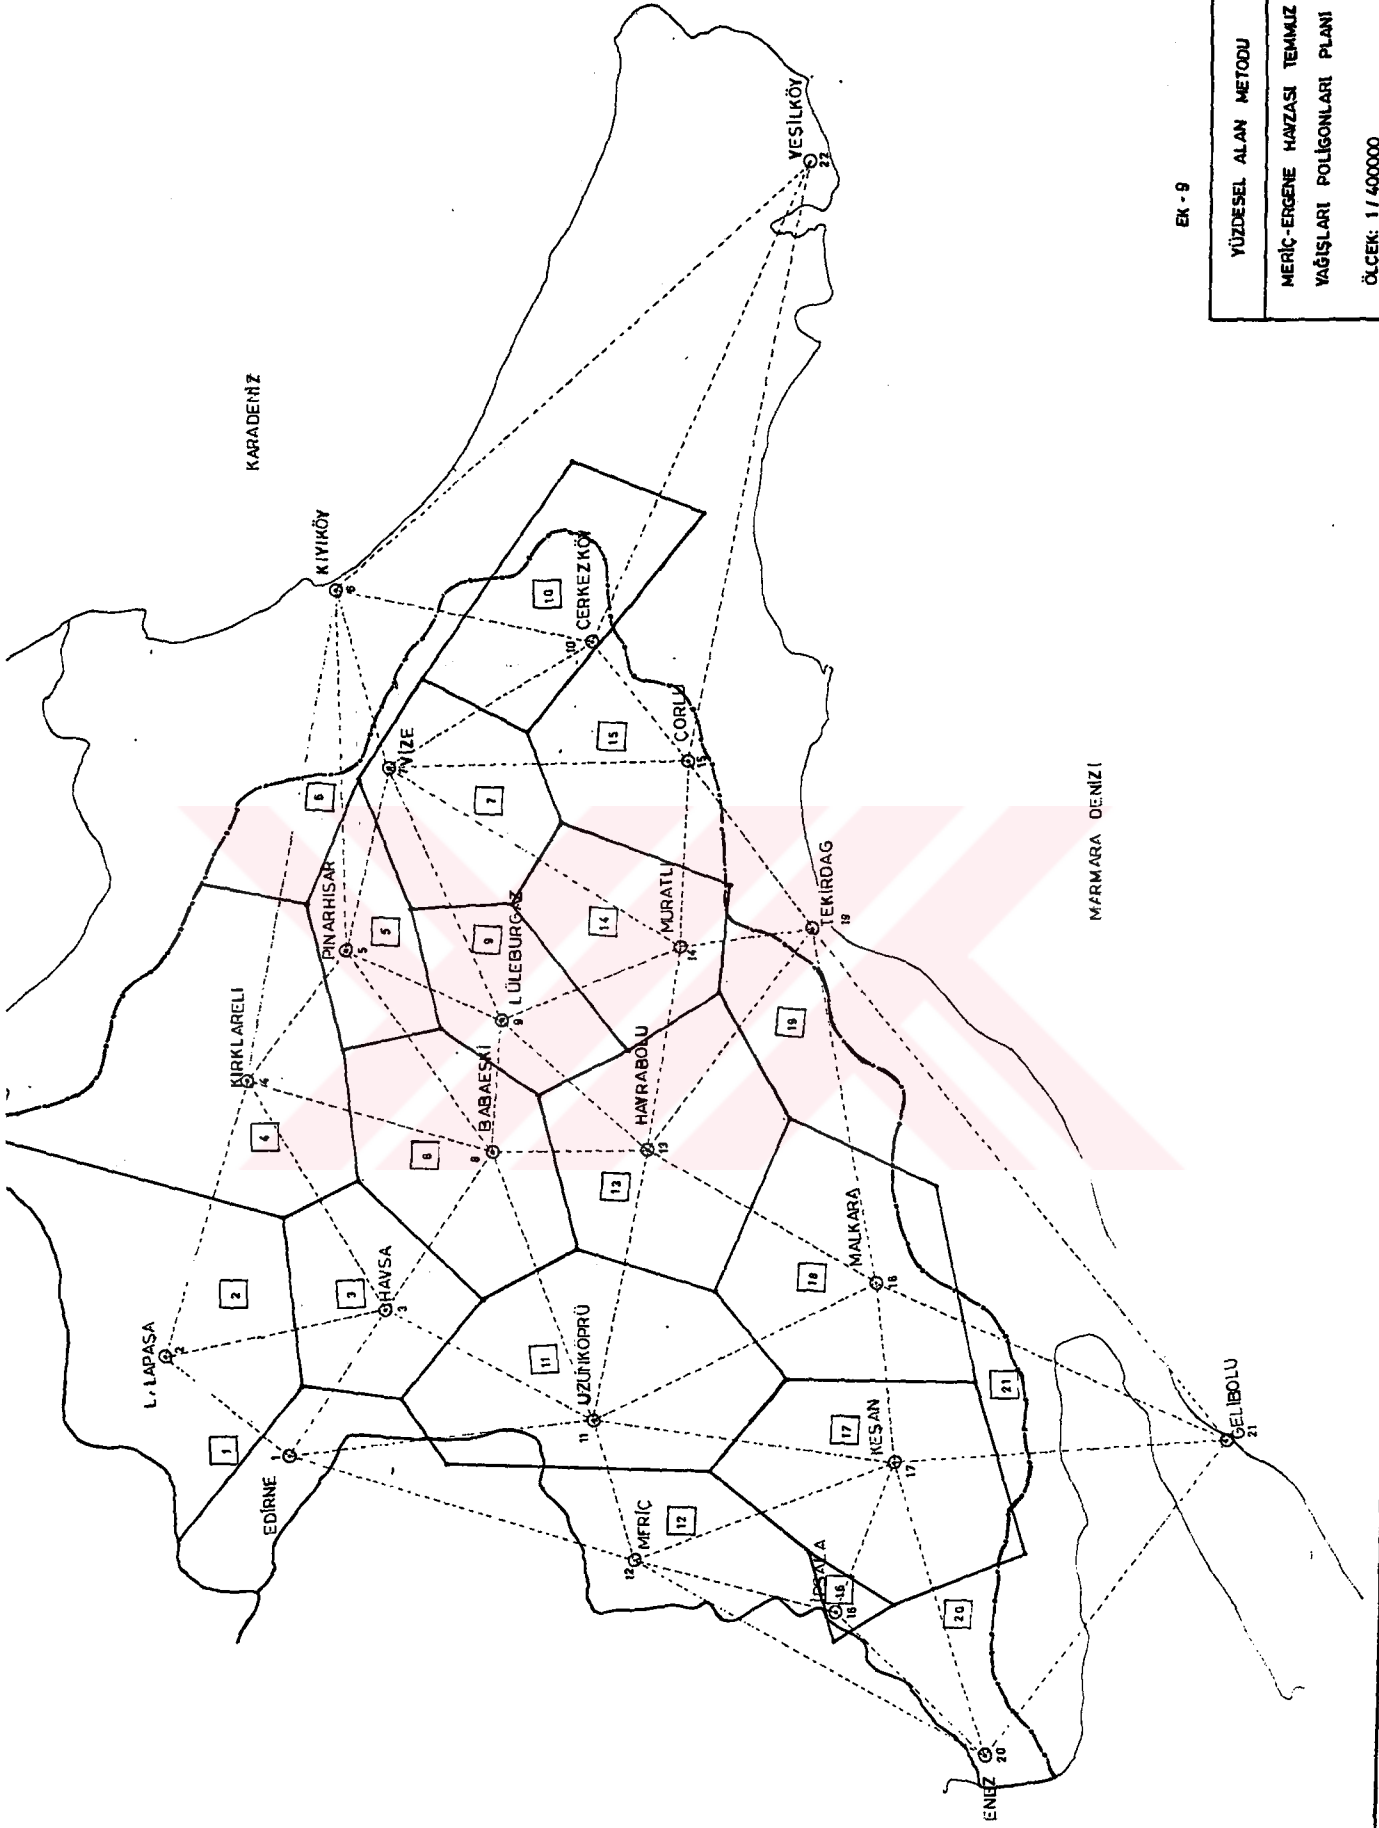 EK - 9
YÜZDESEL ALAN METODU
MERİÇ-ERGENE HAVZASI TEMMUZ
YAĞIŞLARI POLİGONLARI PLANI
ÖLÇEK: 1 / 400000
KARADENİZ
MARMARA DENİZİ
KIYIKÖY
6
YEŞİLKÖY
22
ÇERKEZKÖY
10
10
VİZE
7
7
ÇORLU
15
15
6
PINARHISAR
5
5
LÜLEBURGAZ
9
9
MURATLI
14
14
TEKİRDAĞ
19
19
KIRKLARELİ
4
4
BABAESKİ
8
8
HAYRABOLU
13
13
L. LAPAŞA
2
2
HAVSA
3
3
UZUNKÖPRÜ
11
11
MALKARA
18
18
EDİRNE
1
1
MERİÇ
12
12
KEŞAN
17
17
İPSALA
16
16
GELİBOLU
21
21
ENEZ
20
20